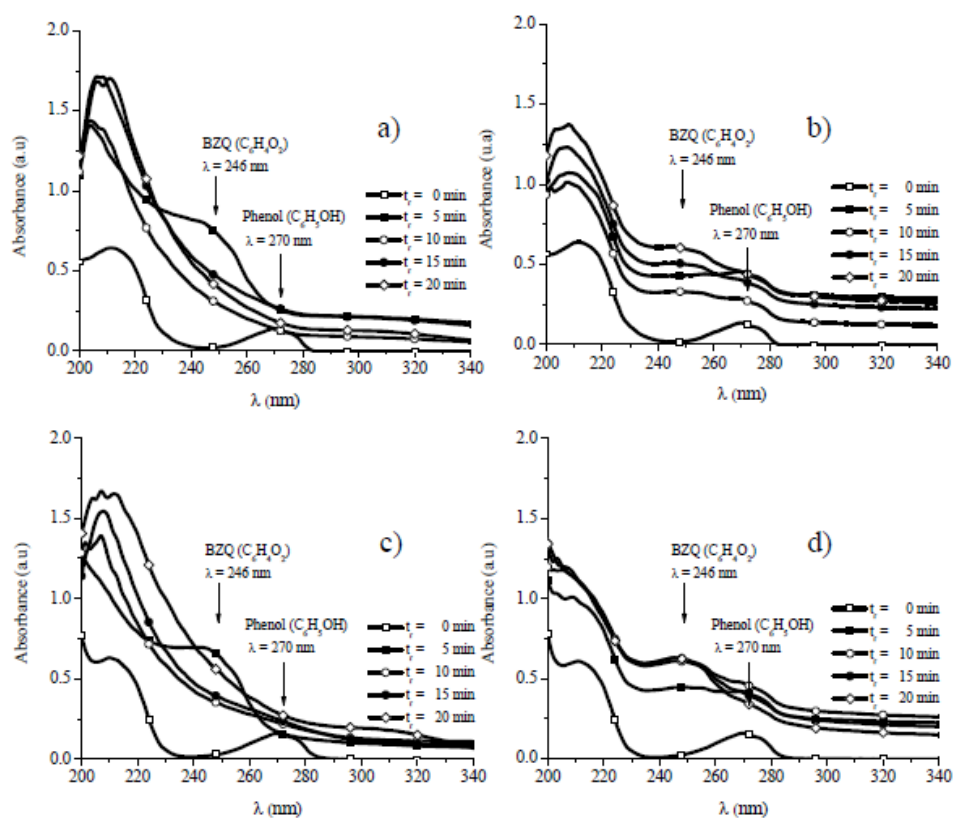 2.0
1.5
1.0
0.5
0.0
Absorbance (a.u)
a)
BZQ (C₆H₄O₂)
λ = 246 nm
Phenol (C₆H₅OH)
λ = 270 nm
tᵣ = 0 min
tᵣ = 5 min
t = 10 min
t = 15 min
tᵣ = 20 min
200 220 240 260 280 300 320 340
λ (nm)
2.0
1.5
1.0
0.5
0.0
Absorbance (u.a)
b)
BZQ (C₆H₄O₂)
λ = 246 nm
Phenol (C₆H₅OH)
λ = 270 nm
tᵣ = 0 min
tᵣ = 5 min
tᵣ = 10 min
tᵣ = 15 min
tᵣ = 20 min
200 220 240 260 280 300 320 340
λ (nm)
2.0
1.5
1.0
0.5
0.0
Absorbance (a.u)
c)
BZQ (C₆H₄O₂)
λ = 246 nm
Phenol (C₆H₅OH)
λ = 270 nm
tᵣ = 0 min
tᵣ = 5 min
tᵣ = 10 min
tᵣ = 15 min
tᵣ = 20 min
200 220 240 260 280 300 320 340
λ (nm)
2.0
1.5
1.0
0.5
0.0
Absorbance (a.u)
d)
BZQ (C₆H₄O₂)
λ = 246 nm
Phenol (C₆H₅OH)
λ = 270 nm
tᵣ = 0 min
tᵣ = 5 min
tᵣ = 10 min
tᵣ = 15 min
tᵣ = 20 min
200 220 240 260 280 300 320 340
λ (nm)